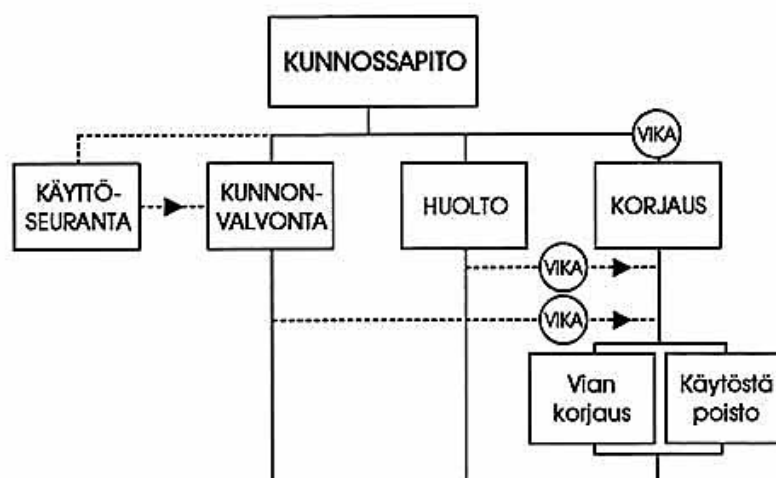 KUNNOSSAPITO
VIKA
KÄYTTÖ-
SEURANTA
KUNNON-
VALVONTA
HUOLTO
KORJAUS
VIKA
VIKA
Vian
korjaus
Käytöstä
poisto